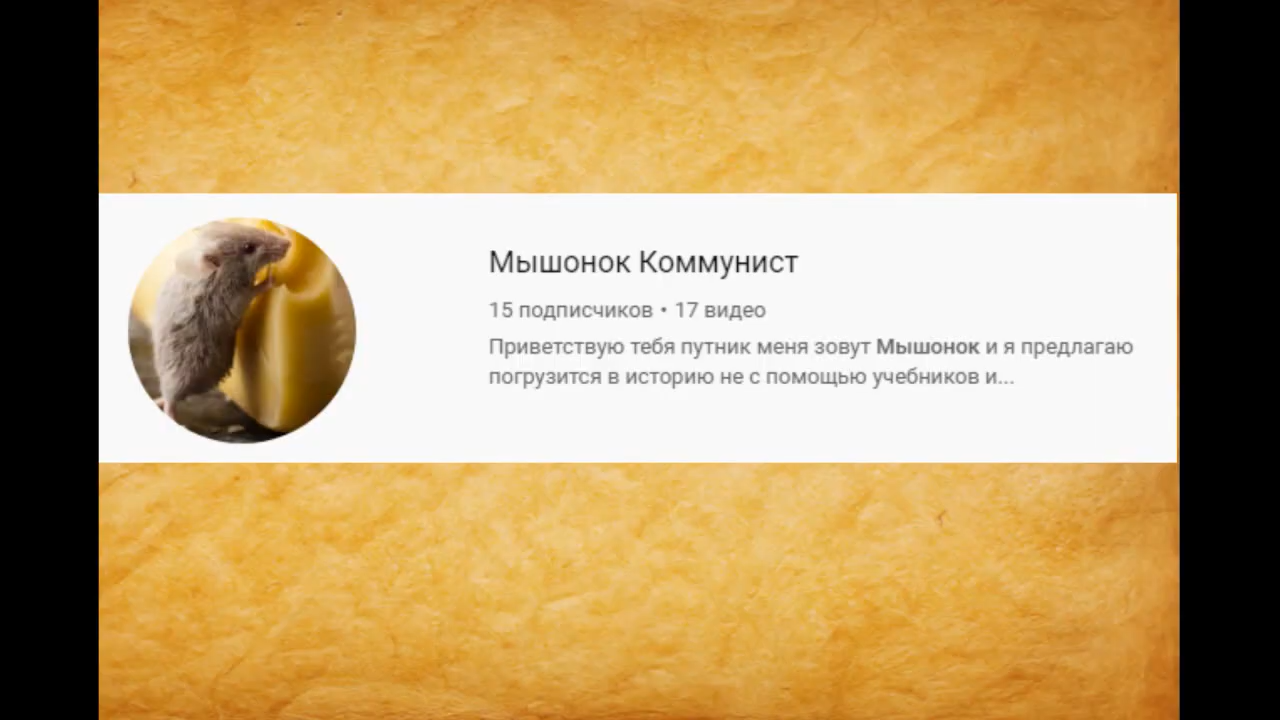 Мышонок Коммунист
15 подписчиков • 17 видео
Приветствую тебя путник меня зовут Мышонок и я предлагаю
погрузится в историю не с помощью учебников и...